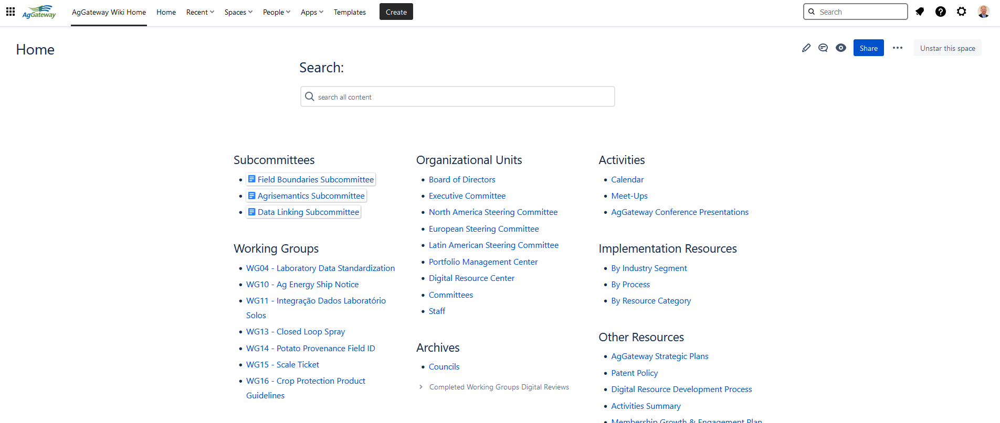 AgGateway
AgGateway Wiki Home
Home
Recent
Spaces
People
Apps
Templates
Create
Search
Home
Share
Unstar this space
Search:
search all content
Subcommittees
Field Boundaries Subcommittee
Agrisemantics Subcommittee
Data Linking Subcommittee
Working Groups
WG04 - Laboratory Data Standardization
WG10 - Ag Energy Ship Notice
WG11 - Integração Dados Laboratório
Solos
WG13 - Closed Loop Spray
WG14 - Potato Provenance Field ID
WG15 - Scale Ticket
WG16 - Crop Protection Product
Guidelines
Organizational Units
Board of Directors
Executive Committee
North America Steering Committee
European Steering Committee
Latin American Steering Committee
Portfolio Management Center
Digital Resource Center
Committees
Staff
Archives
Councils
Completed Working Groups Digital Reviews
Activities
Calendar
Meet-Ups
AgGateway Conference Presentations
Implementation Resources
By Industry Segment
By Process
By Resource Category
Other Resources
AgGateway Strategic Plans
Patent Policy
Digital Resource Development Process
Activities Summary
Membership Growth & Engagement Plan